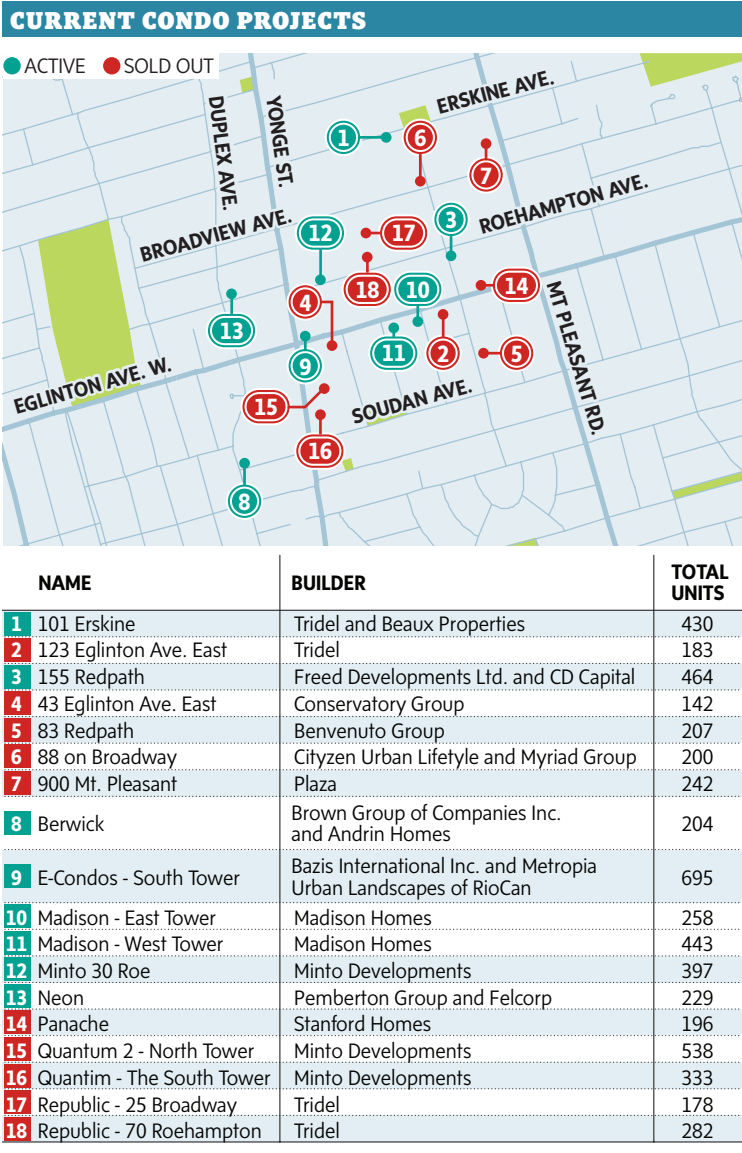 CURRENT CONDO PROJECTS
ACTIVE SOLD OUT
ERSKINE AVE.
DUPLEX AVE.
YONGE ST.
1
6
7
ROEHAMPTON AVE.
BROADVIEW AVE.
3
12
17
18
10
14
4
13
MT PLEASANT RD.
9
11
2
5
EGLINTON AVE. W.
15
SOUDAN AVE.
16
8
NAME BUILDER TOTAL UNITS
1 101 Erskine Tridel and Beaux Properties 430
2 123 Eglinton Ave. East Tridel 183
3 155 Redpath Freed Developments Ltd. and CD Capital 464
4 43 Eglinton Ave. East Conservatory Group 142
5 83 Redpath Benvenuto Group 207
6 88 on Broadway Cityzen Urban Lifetyle and Myriad Group 200
7 900 Mt. Pleasant Plaza 242
8 Berwick Brown Group of Companies Inc.
and Andrin Homes 204
9 E-Condos - South Tower Bazis International Inc. and Metropia
Urban Landscapes of RioCan 695
10 Madison - East Tower Madison Homes 258
11 Madison - West Tower Madison Homes 443
12 Minto 30 Roe Minto Developments 397
13 Neon Pemberton Group and Felcorp 229
14 Panache Stanford Homes 196
15 Quantum 2 - North Tower Minto Developments 538
16 Quantim - The South Tower Minto Developments 333
17 Republic - 25 Broadway Tridel 178
18 Republic - 70 Roehampton Tridel 282